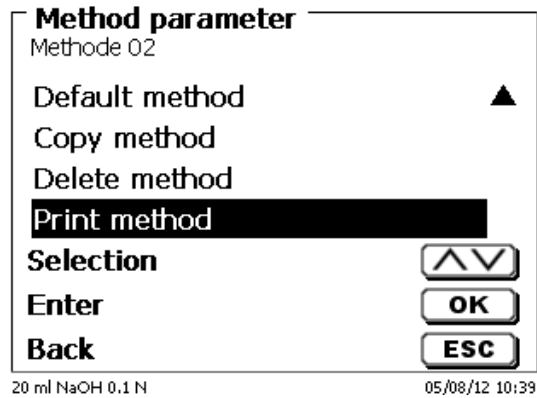 Method parameter
Methode 02
Default method
Copy method
Delete method
Print method
Selection
Enter OK
Back ESC
20 ml NaOH 0.1 N 05/08/12 10:39